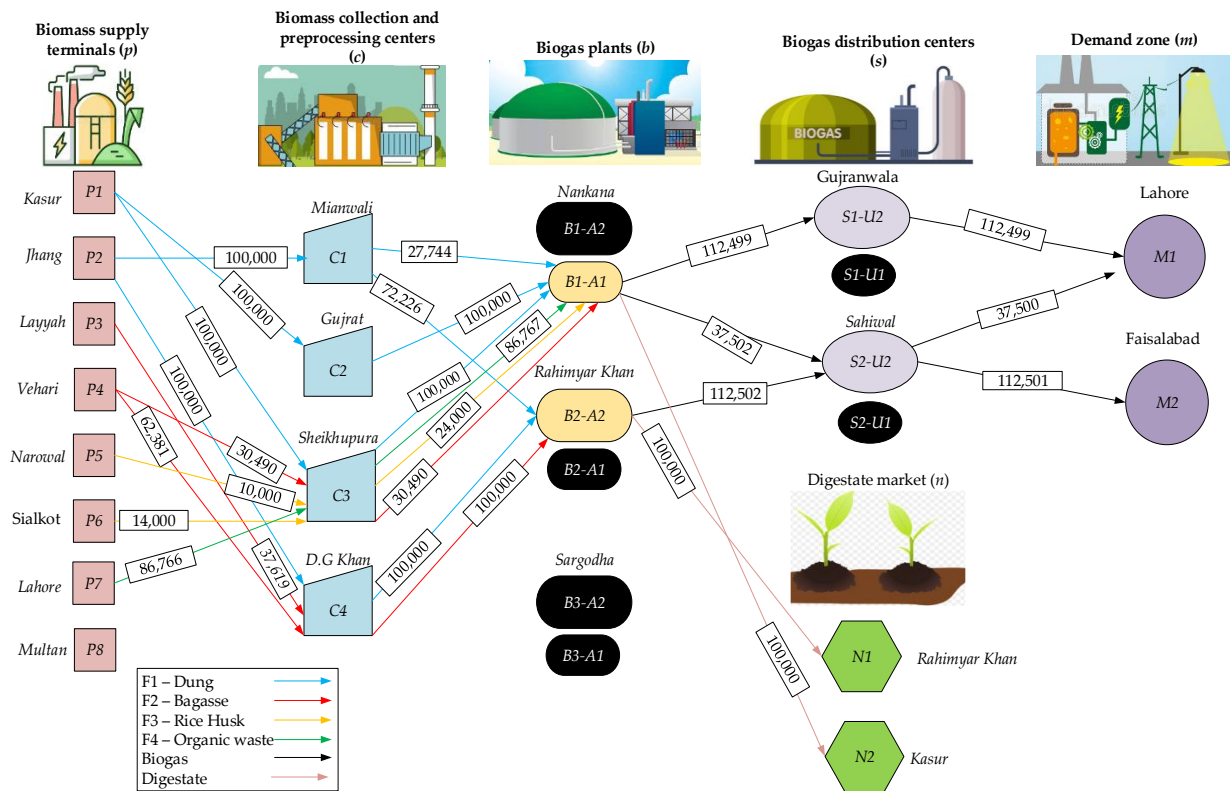 Biomass supply
terminals (p)
Biomass collection and
preprocessing centers
(c)
Biogas plants (b)
Biogas distribution centers
(s)
Demand zone (m)
BIOGAS
Kasur
P1
Jhang
P2
Layyah
P3
Vehari
P4
Narowal
P5
Sialkot
P6
Lahore
P7
Multan
P8
100,000
100,000
100,000
100,000
62,381
30,490
10,000
14,000
86,766
37,619
Mianwali
C1
Gujrat
C2
Sheikhupura
C3
D.G Khan
C4
27,744
72,226
100,000
86,767
100,000
24,000
30,490
100,000
100,000
Nankana
B1-A2
B1-A1
Rahimyar Khan
B2-A2
B2-A1
Sargodha
B3-A2
B3-A1
112,499
37,502
112,502
100,000
100,000
Gujranwala
S1-U2
S1-U1
Sahiwal
S2-U2
S2-U1
112,499
37,500
112,501
Lahore
M1
Faisalabad
M2
Digestate market (n)
N1
Rahimyar Khan
N2
Kasur
F1 – Dung
F2 – Bagasse
F3 – Rice Husk
F4 – Organic waste
Biogas
Digestate